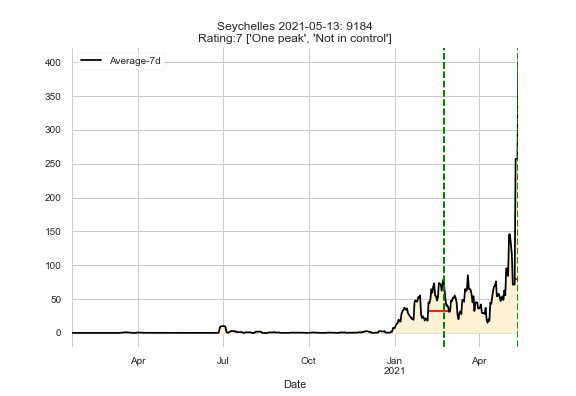 Seychelles 2021-05-13: 9184
Rating:7 ['One peak', 'Not in control']
Average-7d
400
350
300
250
200
150
100
50
0
Apr
Jul
Oct
Jan
2021
Apr
Date